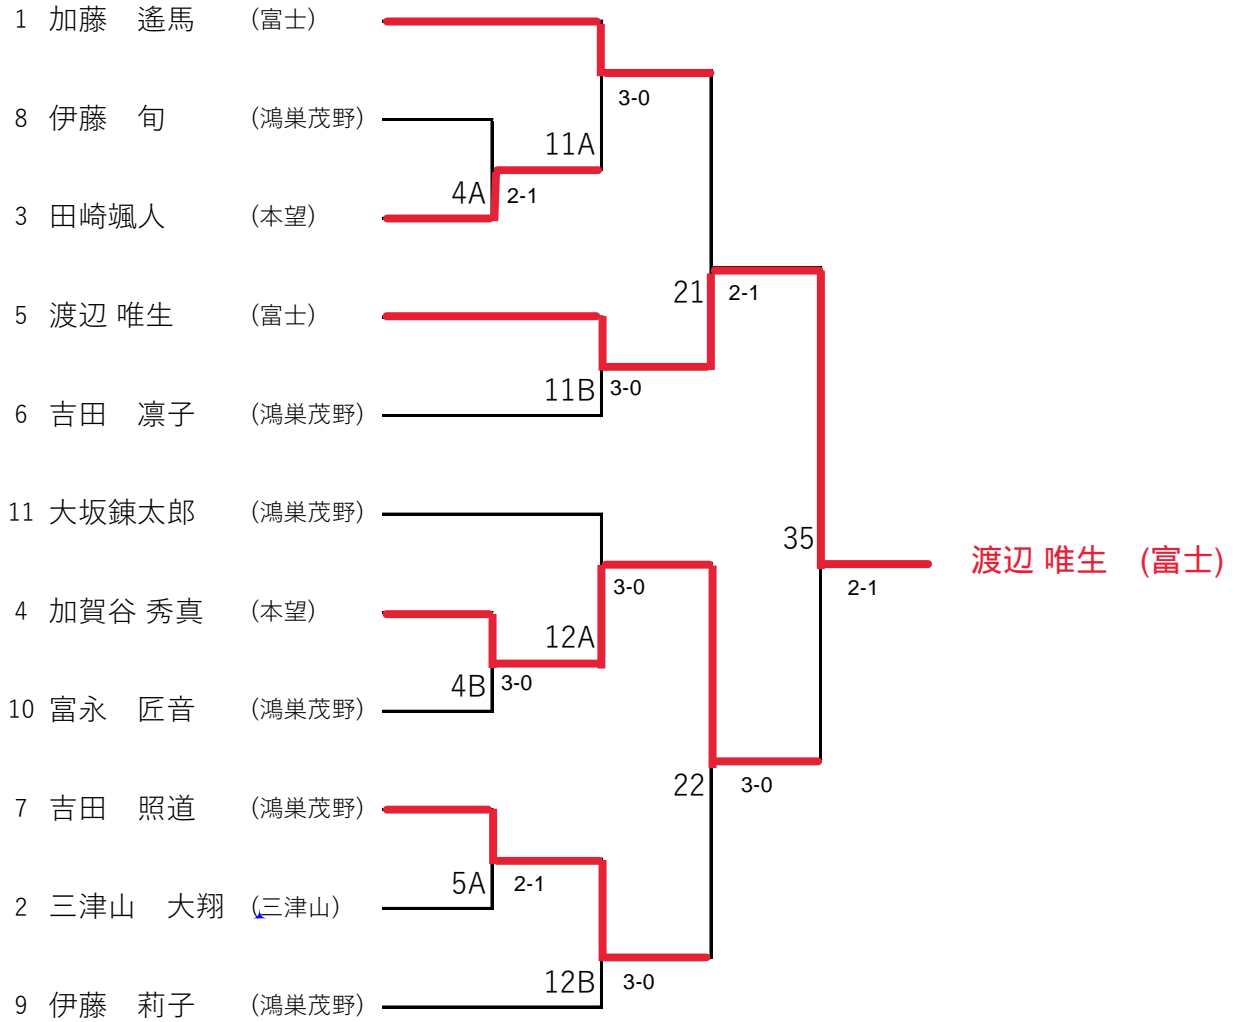 1 加藤　遙馬 (富士)
3-0
8 伊藤　旬 (鴻巣茂野)
11A
4A 2-1
3 田崎颯人 (本望)
21 2-1
5 渡辺 唯生 (富士)
11B 3-0
6 吉田　凛子 (鴻巣茂野)
11 大坂錬太郎 (鴻巣茂野)
35 渡辺 唯生 (富士)
3-0 2-1
4 加賀谷 秀真 (本望)
12A
4B 3-0
10 富永　匠音 (鴻巣茂野)
22 3-0
7 吉田　照道 (鴻巣茂野)
5A 2-1
2 三津山　大翔 (三津山)
12B 3-0
9 伊藤　莉子 (鴻巣茂野)